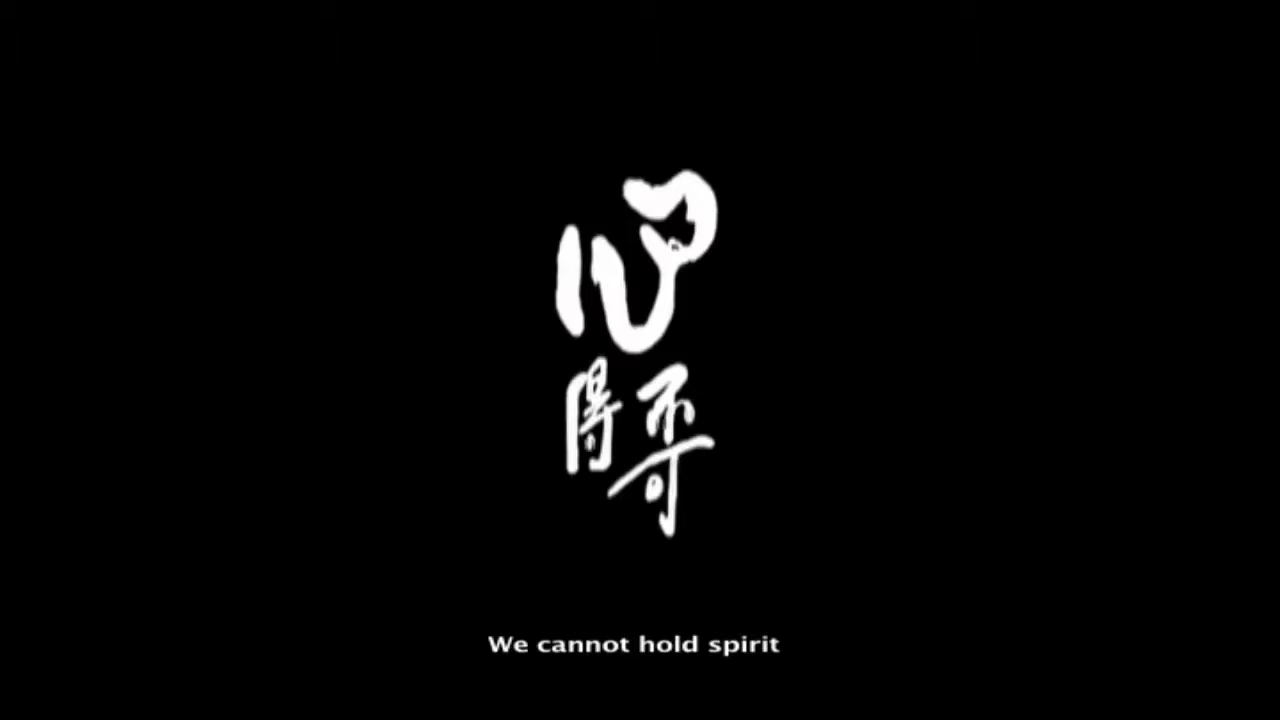 心
不可得
We cannot hold spirit